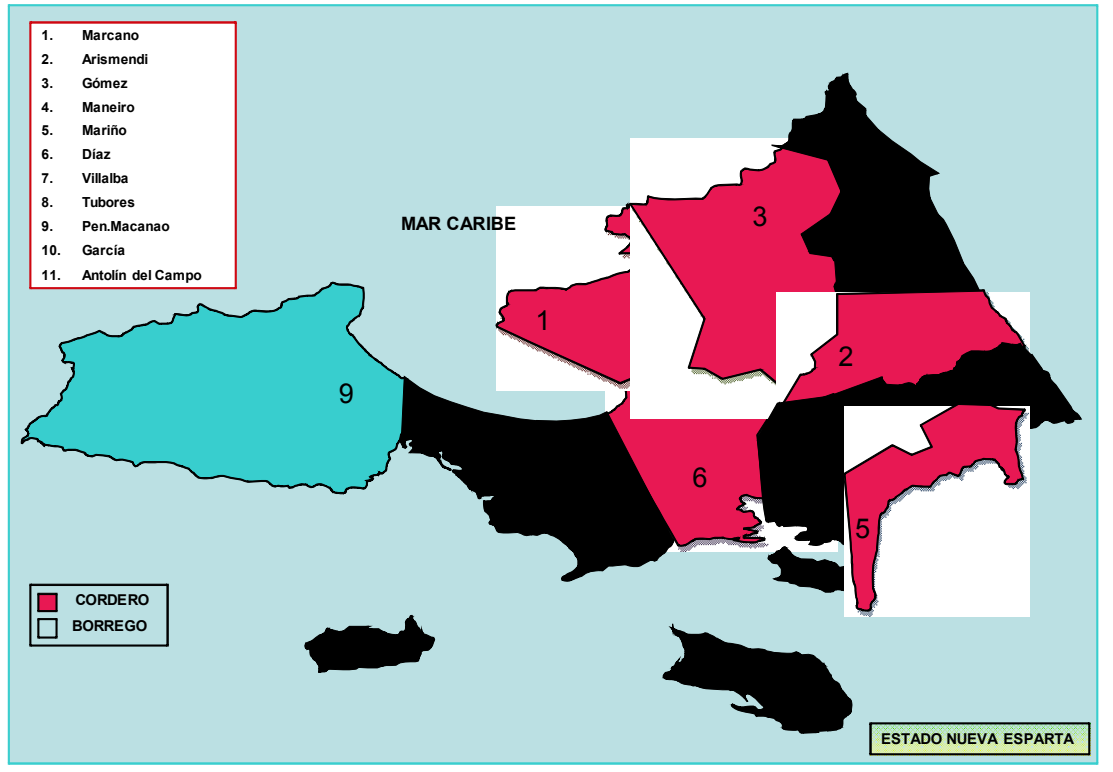 1. Marcano
2. Arismendi
3. Gómez
4. Maneiro
5. Mariño
6. Díaz
7. Villalba
8. Tubores
9. Pen.Macanao
10. García
11. Antolín del Campo
MAR CARIBE
3
1
2
9
6
5
CORDERO
BORREGO
ESTADO NUEVA ESPARTA